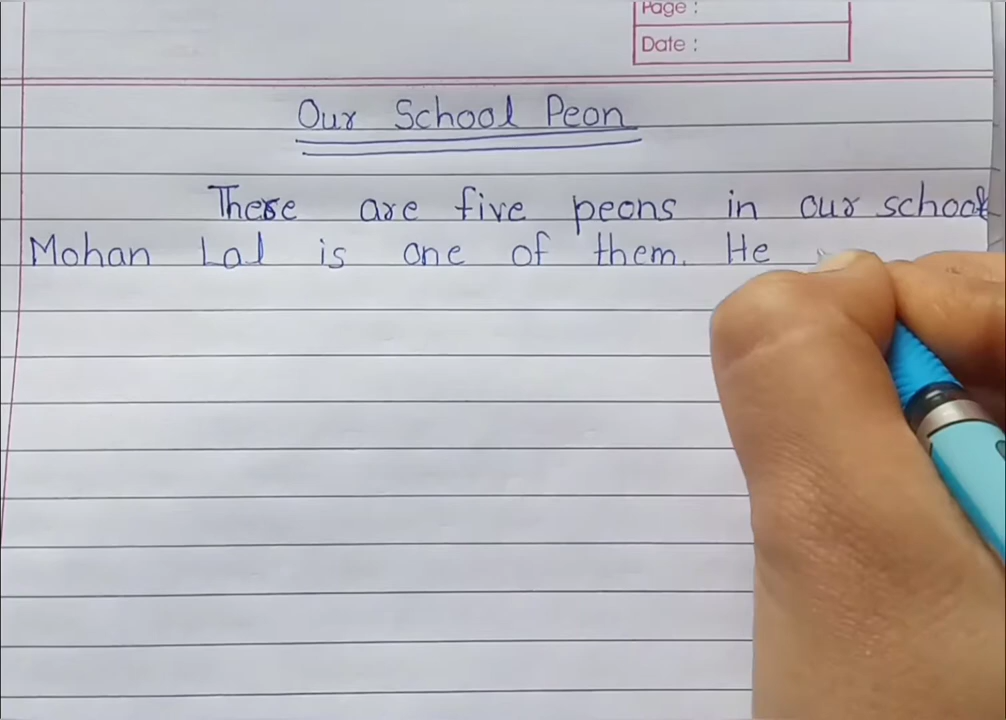 Page :
Date :
Our School Peon
There are five peons in our school
Mohan Lal is one of them. He